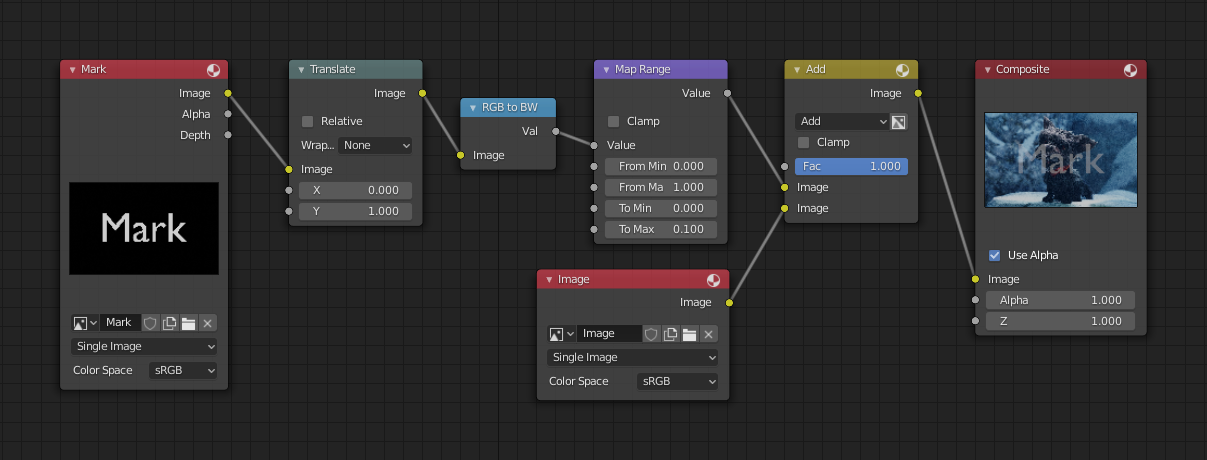 Mark
Image
Alpha
Depth
Mark
Mark
Single Image
Color Space sRGB
Translate
Image
Relative
Wrap... None
Image
X 0.000
Y 1.000
RGB to BW
Val
Image
Map Range
Value
Clamp
Value
From Min 0.000
From Ma 1.000
To Min 0.000
To Max 0.100
Image
Image
Image
Single Image
Color Space sRGB
Add
Image
Add
Clamp
Fac 1.000
Image
Image
Composite
Mark
Use Alpha
Image
Alpha 1.000
Z 1.000